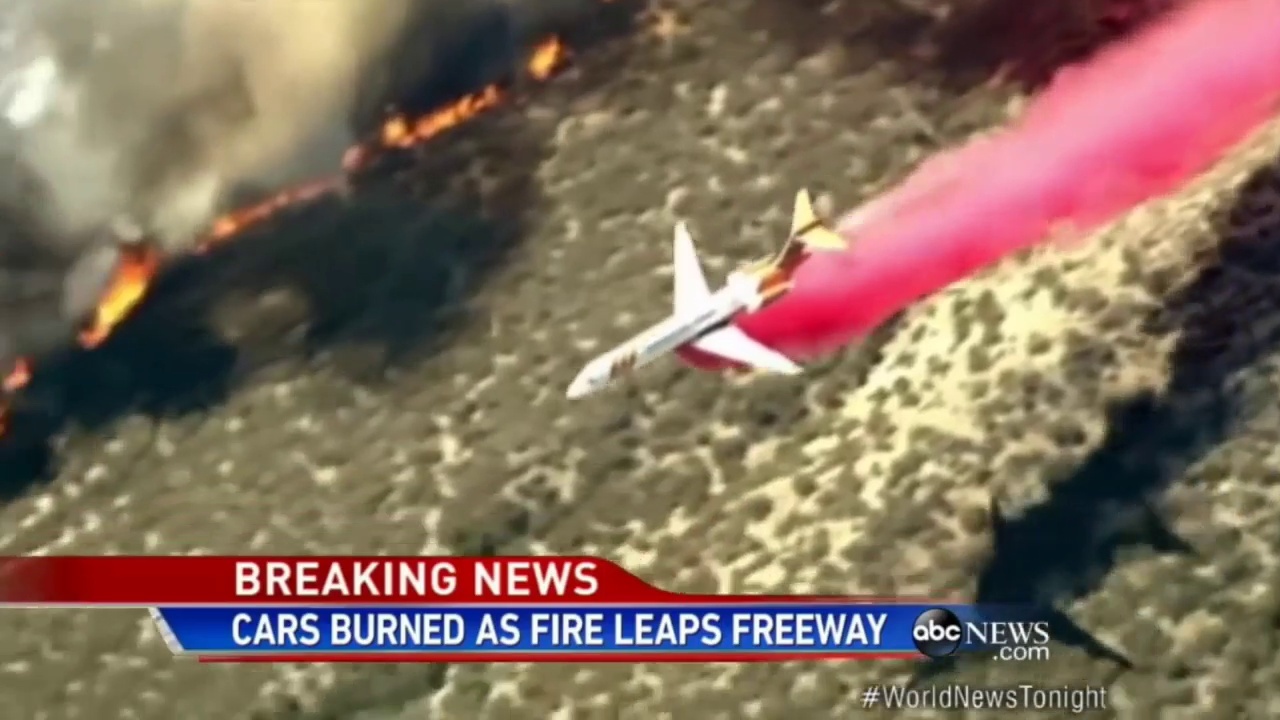 BREAKING NEWS
CARS BURNED AS FIRE LEAPS FREEWAY
abc NEWS
.com
#WorldNewsTonight